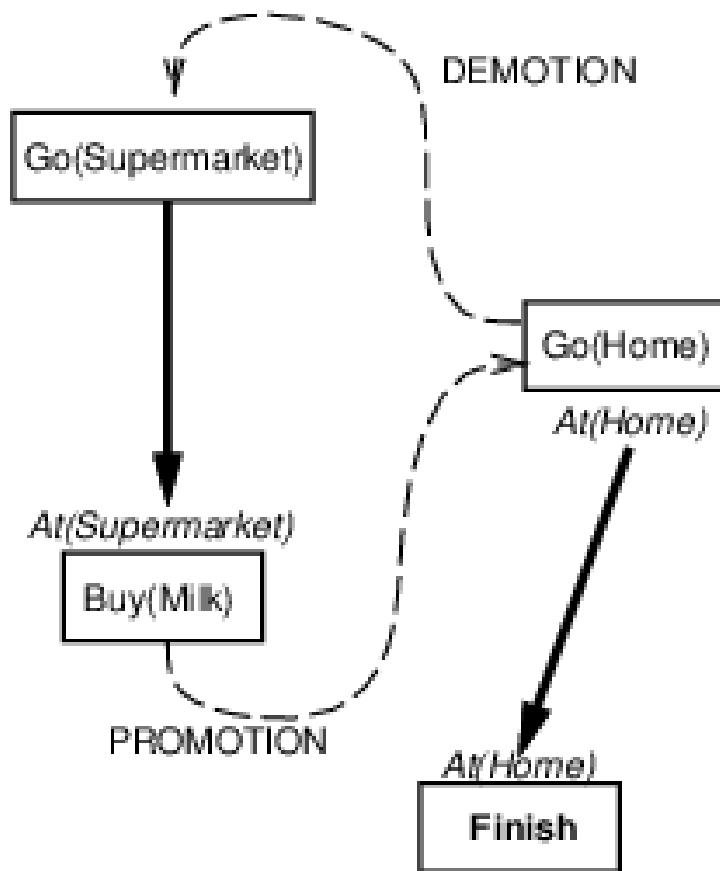 DEMOTION
Go(Supermarket)
Go(Home)
At(Home)
At(Supermarket)
Buy(Milk)
PROMOTION
At(Home)
Finish